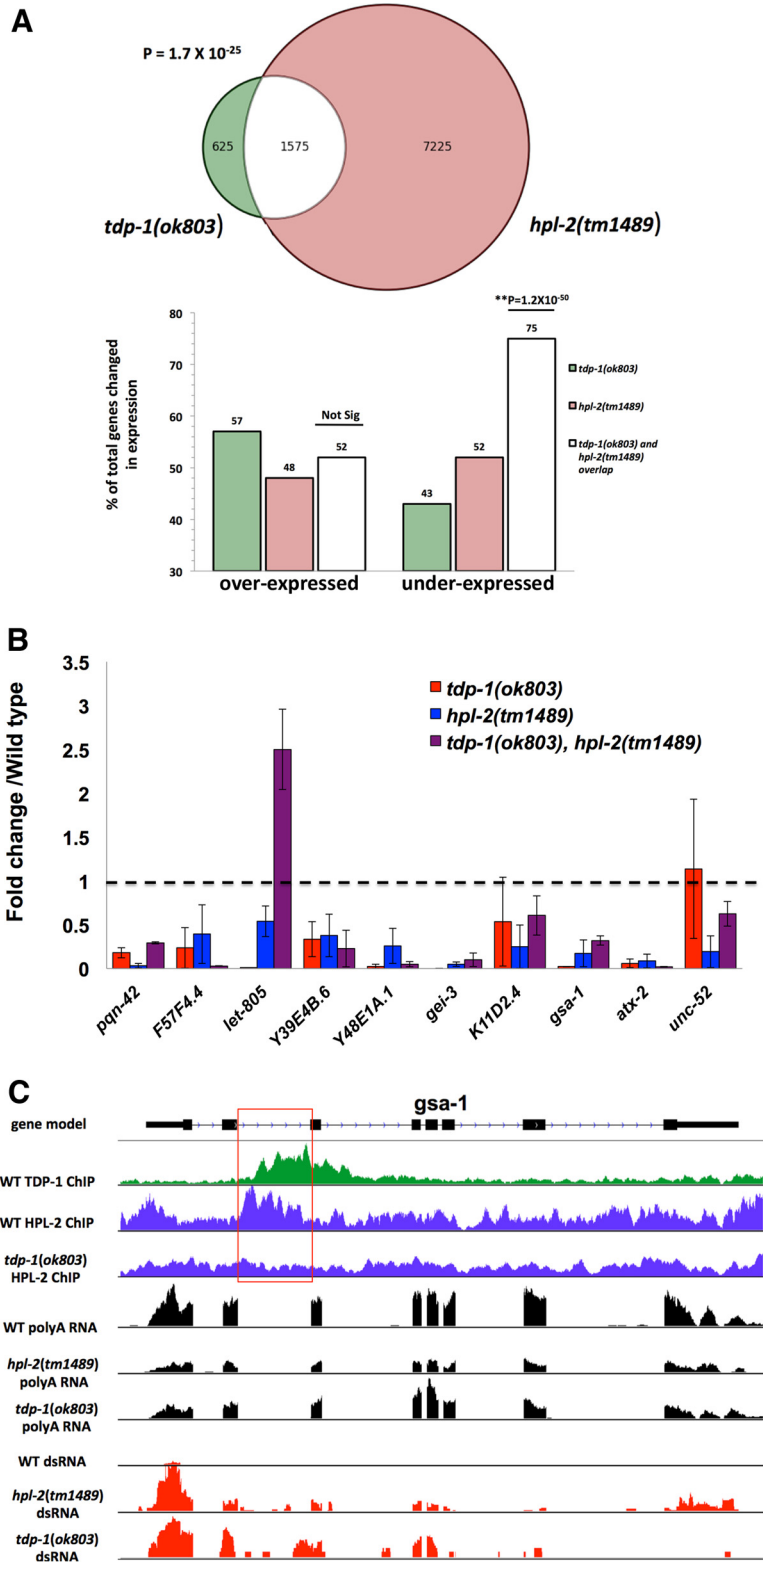 A
P = 1.7 X 10-25
625
1575
7225
tdp-1(ok803)
hpl-2(tm1489)
**P=1.2X10-50
80
70
60
50
40
30
% of total genes changed
in expression
57
48
Not Sig
52
43
52
75
over-expressed
under-expressed
tdp-1(ok803)
hpl-2(tm1489)
tdp-1(ok803) and
hpl-2(tm1489)
overlap
B
Fold change /Wild type
3.5
3
2.5
2
1.5
1
0.5
0
tdp-1(ok803)
hpl-2(tm1489)
tdp-1(ok803), hpl-2(tm1489)
pqn-42
F57F4.4
let-805
Y39E4B.6
Y48E1A.1
gei-3
K11D2.4
gsa-1
atx-2
unc-52
C
gsa-1
gene model
WT TDP-1 ChIP
WT HPL-2 ChIP
tdp-1(ok803)
HPL-2 ChIP
WT polyA RNA
hpl-2(tm1489)
polyA RNA
tdp-1(ok803)
polyA RNA
WT dsRNA
hpl-2(tm1489)
dsRNA
tdp-1(ok803)
dsRNA